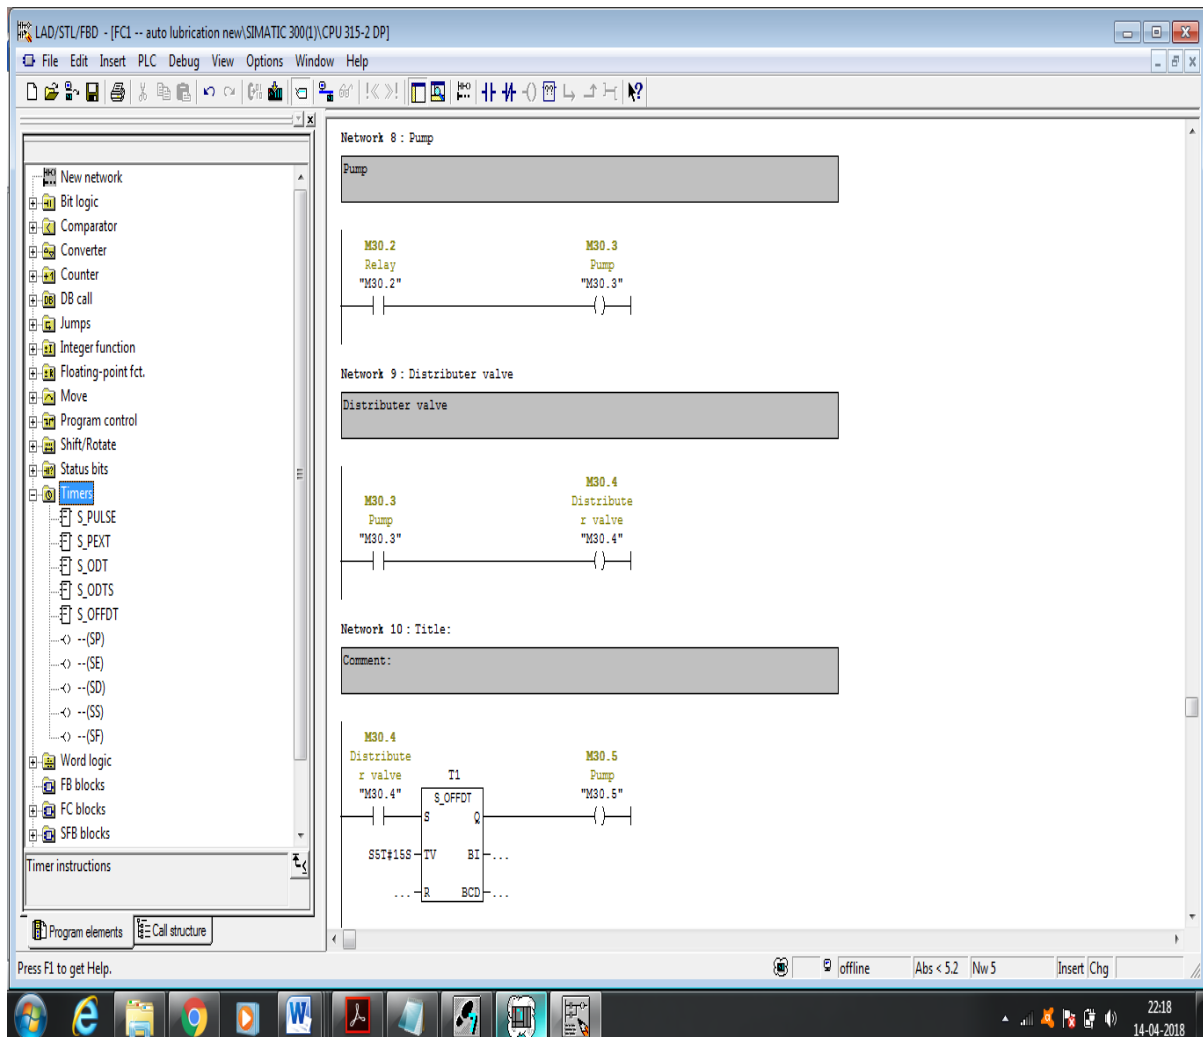 LAD/STL/FBD - [FC1 -- auto lubrication new\SIMATIC 300(1)\CPU 315-2 DP]
File Edit Insert PLC Debug View Options Window Help
New network
Bit logic
Comparator
Converter
Counter
DB call
Jumps
Integer function
Floating-point fct.
Move
Program control
Shift/Rotate
Status bits
Timers
S_PULSE
S_PEXT
S_ODT
S_ODTS
S_OFFDT
--(SP)
--(SE)
--(SD)
--(SS)
--(SF)
Word logic
FB blocks
FC blocks
SFB blocks
Timer instructions
Program elements Call structure
Network 8 : Pump
Pump
M30.2 M30.3
Relay Pump
"M30.2" "M30.3"
Network 9 : Distributer valve
Distributer valve
M30.4
M30.3 Distribute
Pump r valve
"M30.3" "M30.4"
Network 10 : Title:
Comment:
M30.4
Distribute M30.5
r valve T1 Pump
"M30.4" S_OFFDT "M30.5"
S Q
S5T#15S TV BI ...
... R BCD ...
Press F1 to get Help.
offline Abs < 5.2 Nw 5 Insert Chg
22:18
14-04-2018